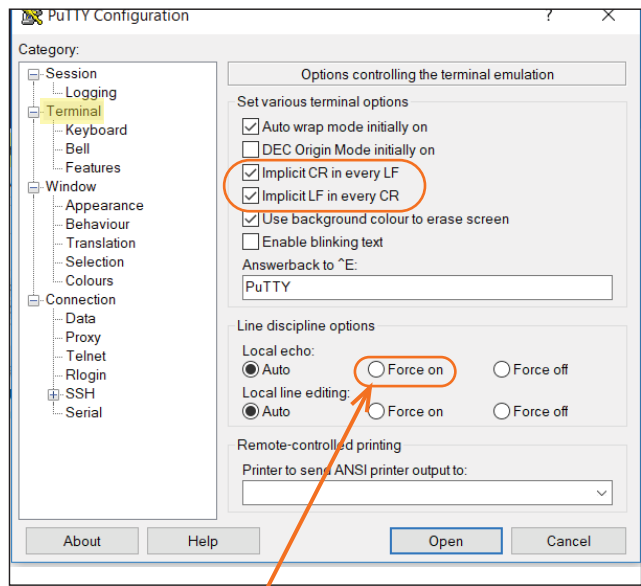 PuTTY Configuration
Category:
Session
Logging
Terminal
Keyboard
Bell
Features
Window
Appearance
Behaviour
Translation
Selection
Colours
Connection
Data
Proxy
Telnet
Rlogin
SSH
Serial
Options controlling the terminal emulation
Set various terminal options
Auto wrap mode initially on
DEC Origin Mode initially on
Implicit CR in every LF
Implicit LF in every CR
Use background colour to erase screen
Enable blinking text
Answerback to ^E:
PuTTY
Line discipline options
Local echo:
Auto Force on Force off
Local line editing:
Auto Force on Force off
Remote-controlled printing
Printer to send ANSI printer output to:
About Help Open Cancel